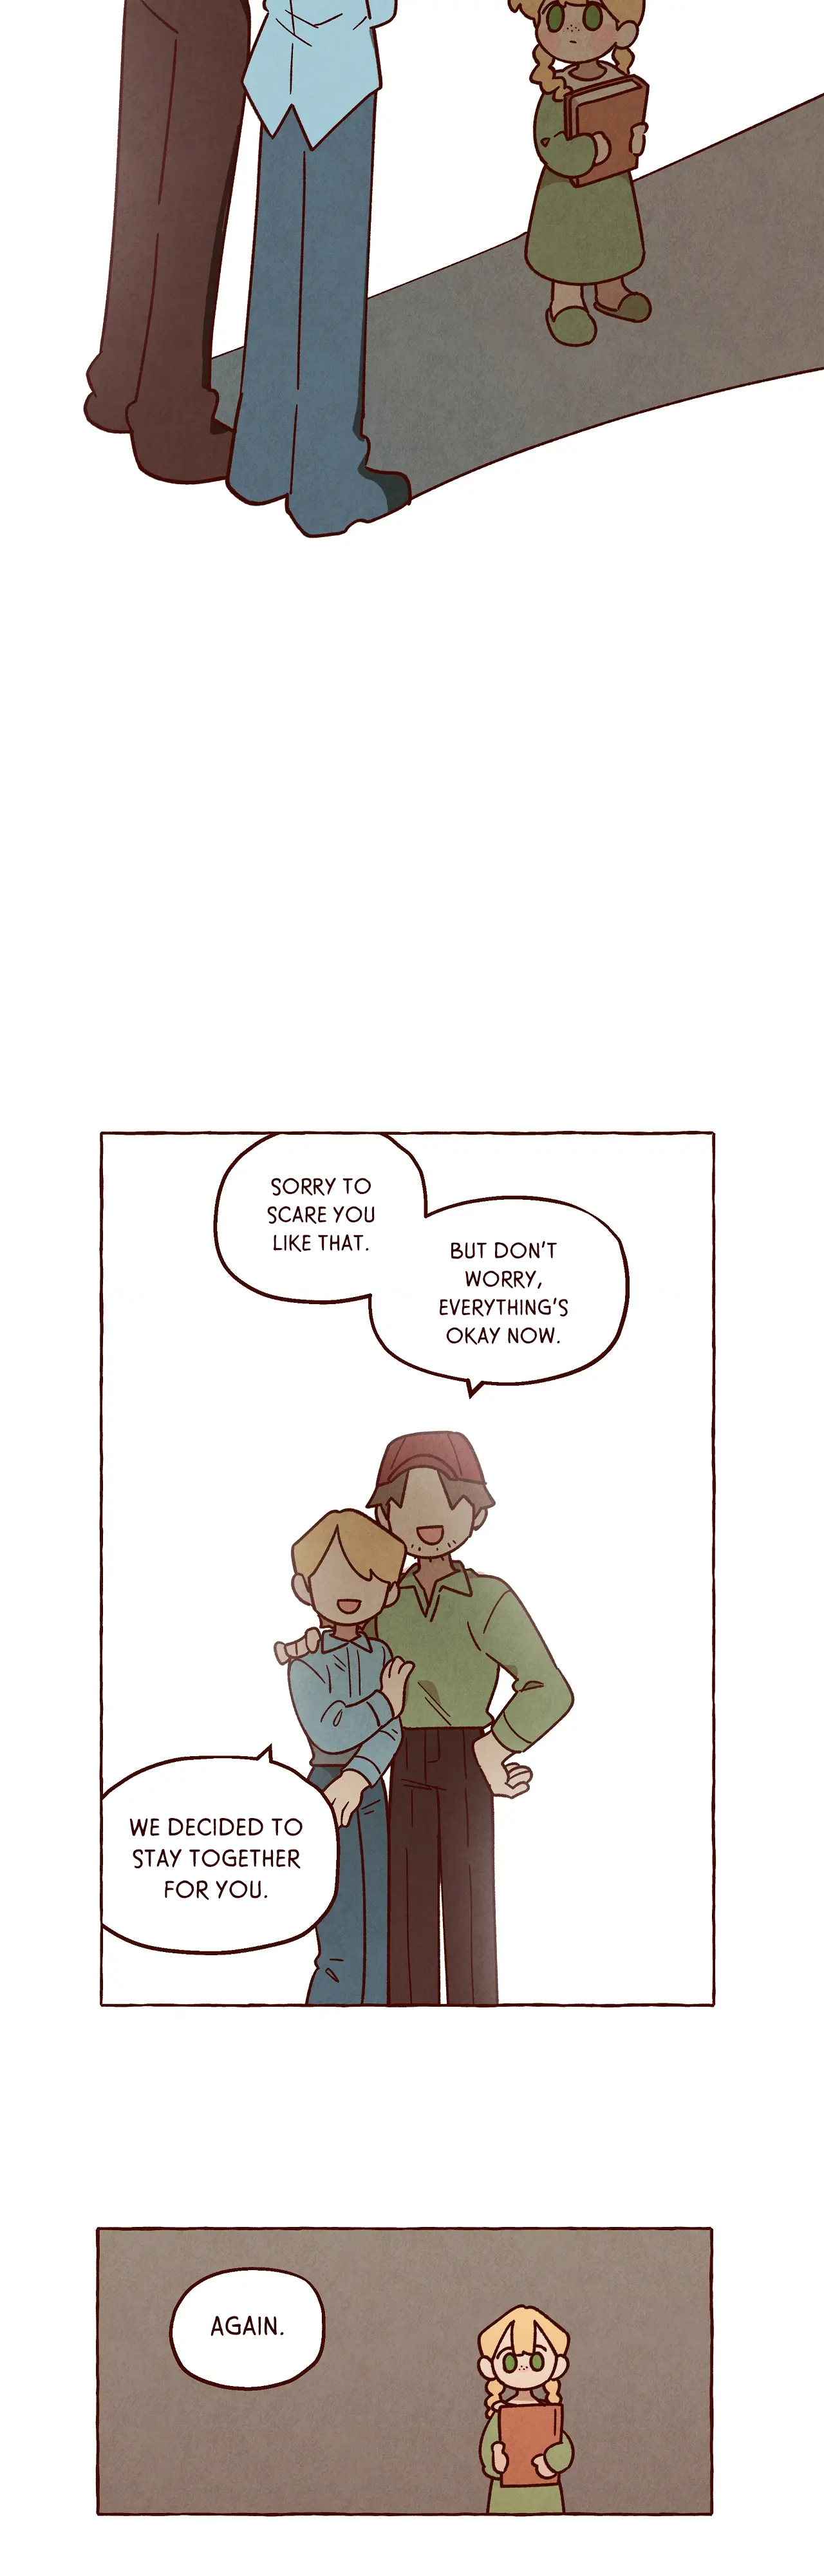 SORRY TO
SCARE YOU
LIKE THAT.
BUT DON'T
WORRY,
EVERYTHING'S
OKAY NOW.
WE DECIDED TO
STAY TOGETHER
FOR YOU.
AGAIN.